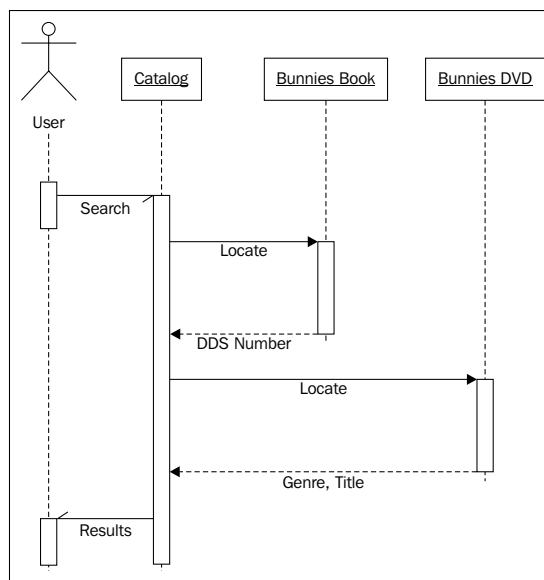 User
Catalog
Bunnies Book
Bunnies DVD
Search
Locate
DDS Number
Locate
Genre, Title
Results